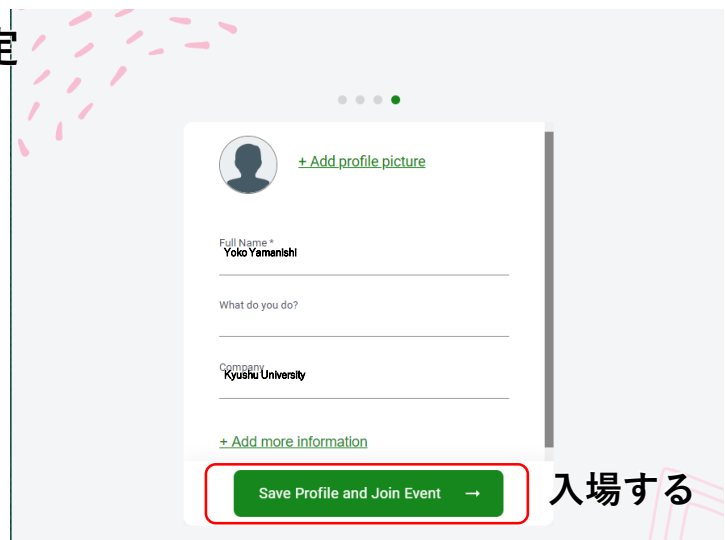 定
+ Add profile picture
Full Name *
Yoko Yamanishi
What do you do?
Company
Kyushu University
+ Add more information
Save Profile and Join Event →
入場する